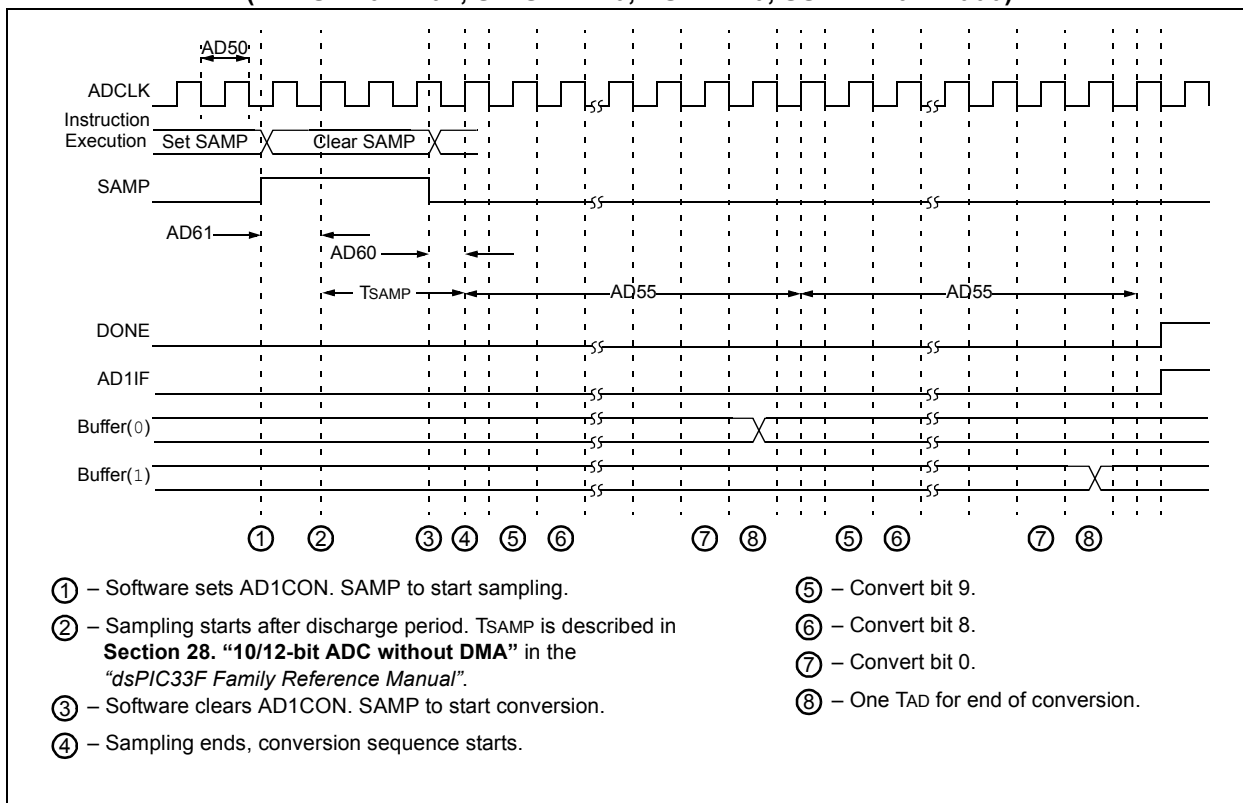 AD50
ADCLK
Instruction
Execution
Set SAMP
Clear SAMP
SAMP
AD61
AD60
TSAMP
AD55
AD55
DONE
AD1IF
Buffer(0)
Buffer(1)
1 2 3 4 5 6 7 8 5 6 7 8
1 – Software sets AD1CON. SAMP to start sampling.
2 – Sampling starts after discharge period. TSAMP is described in
Section 28. “10/12-bit ADC without DMA” in the
“dsPIC33F Family Reference Manual”.
3 – Software clears AD1CON. SAMP to start conversion.
4 – Sampling ends, conversion sequence starts.
5 – Convert bit 9.
6 – Convert bit 8.
7 – Convert bit 0.
8 – One TAD for end of conversion.